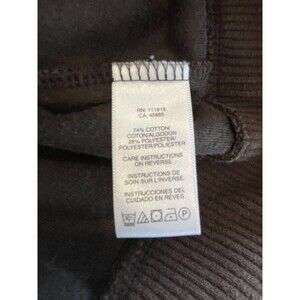 RN: 111818
CA: 45685
74% COTTON/
COTON/ALGODON
26% POLYESTER/
POLYESTER/POLIESTER
CARE INSTRUCTIONS
ON REVERSE
INSTRUCTIONS DE
SOIN SUR L'INVERSE
INSTRUCCIONES DEL
CUIDADO EN REVES